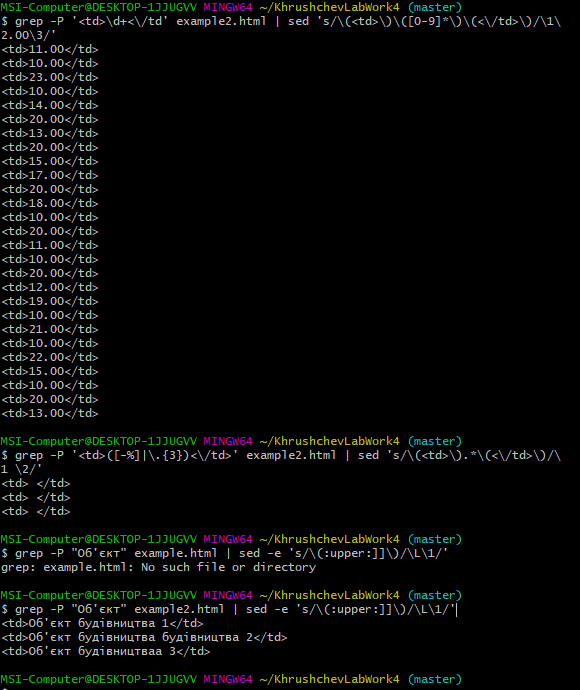 MSI-Computer@DESKTOP-1JJUGVV MINGW64 ~/KhrushchevLabWork4 (master)
$ grep -P '<td>\d+<\/td' example2.html | sed 's/\(<td>\)\([0-9]*\)\(<\/td>\)/\1\
2.00\3/'
<td>11.00</td>
<td>10.00</td>
<td>23.00</td>
<td>10.00</td>
<td>14.00</td>
<td>20.00</td>
<td>13.00</td>
<td>20.00</td>
<td>15.00</td>
<td>17.00</td>
<td>20.00</td>
<td>18.00</td>
<td>10.00</td>
<td>20.00</td>
<td>11.00</td>
<td>10.00</td>
<td>20.00</td>
<td>12.00</td>
<td>19.00</td>
<td>10.00</td>
<td>21.00</td>
<td>10.00</td>
<td>22.00</td>
<td>15.00</td>
<td>10.00</td>
<td>20.00</td>
<td>13.00</td>
MSI-Computer@DESKTOP-1JJUGVV MINGW64 ~/KhrushchevLabWork4 (master)
$ grep -P '<td>([-%]|\.{3})<\/td>' example2.html | sed 's/\(<td>\).*\(<\/td>\)/\
1 \2/'
<td> </td>
<td> </td>
<td> </td>
MSI-Computer@DESKTOP-1JJUGVV MINGW64 ~/KhrushchevLabWork4 (master)
$ grep -P "Об'єкт" example.html | sed -e 's/\(:upper:]]\)/\L\1/'
grep: example.html: No such file or directory
MSI-Computer@DESKTOP-1JJUGVV MINGW64 ~/KhrushchevLabWork4 (master)
$ grep -P "Об'єкт" example2.html | sed -e 's/\(:upper:]]\)/\L\1/'
<td>Об'єкт будівництва 1</td>
<td>Об'єкт будівництва будівництва 2</td>
<td>Об'єкт будівництваа 3</td>
MSI-Computer@DESKTOP-1JJUGVV MINGW64 ~/KhrushchevLabWork4 (master)